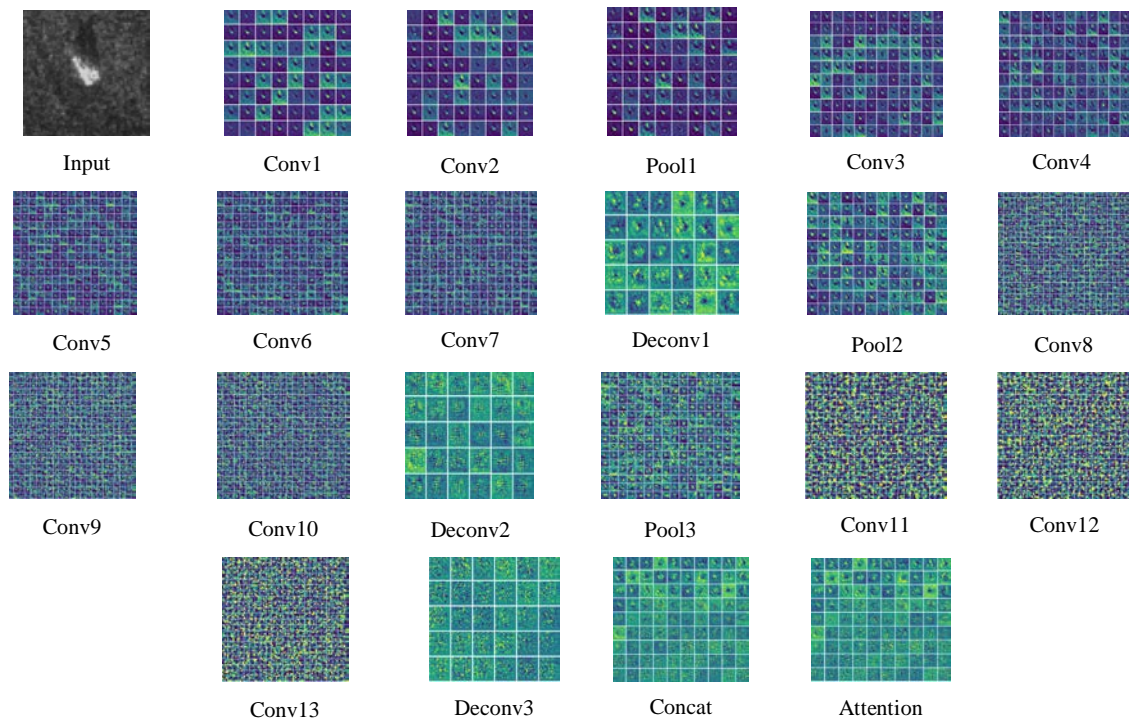 Input
Conv1
Conv2
Pool1
Conv3
Conv4
Conv5
Conv6
Conv7
Deconv1
Pool2
Conv8
Conv9
Conv10
Deconv2
Pool3
Conv11
Conv12
Conv13
Deconv3
Concat
Attention